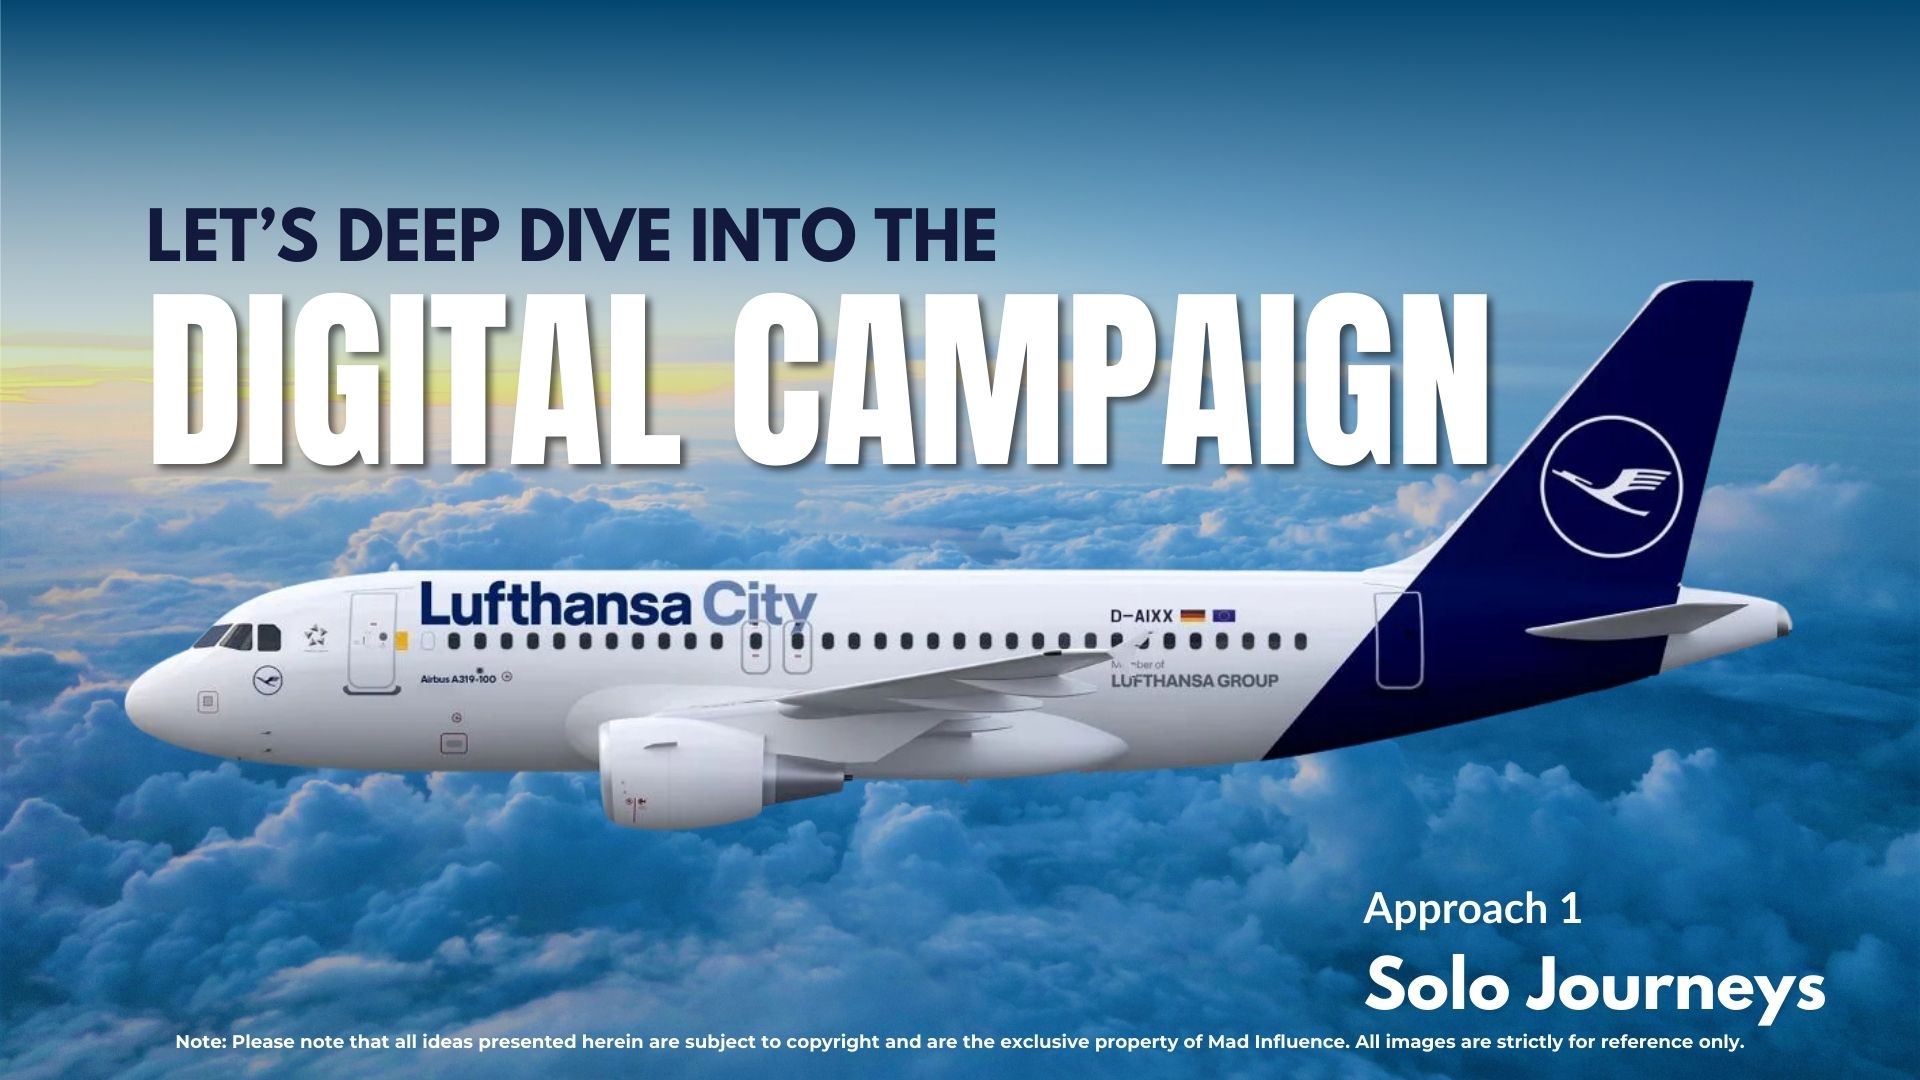 LET’S DEEP DIVE INTO THE
DIGITAL CAMPAIGN
Lufthansa City
D-AIXX
Airbus A319-100
Member of
LUFTHANSA GROUP
Approach 1
Solo Journeys
Note: Please note that all ideas presented herein are subject to copyright and are the exclusive property of Mad Influence. All images are strictly for reference only.